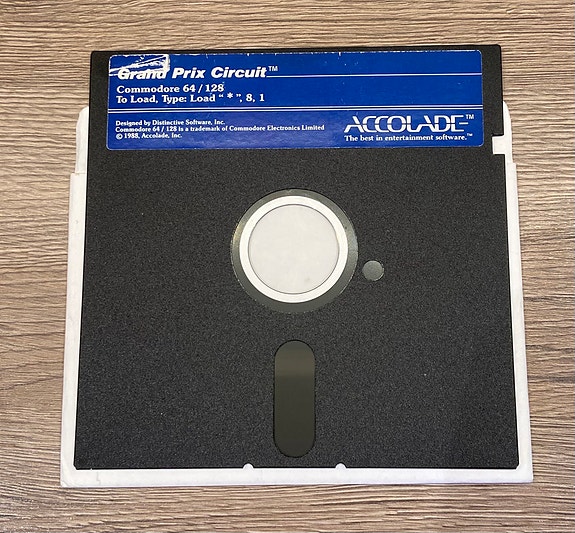 Grand Prix Circuit™
Commodore 64 / 128
To Load, Type: Load “ * ”, 8, 1
Designed by Distinctive Software, Inc.
Commodore 64 / 128 is a trademark of Commodore Electronics Limited
© 1988, Accolade, Inc.
ACCOLADE™
The best in entertainment software.™